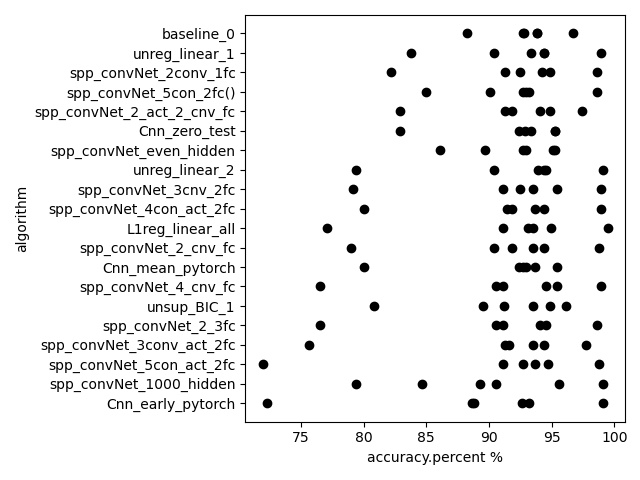 baseline_0
unreg_linear_1
spp_convNet_2conv_1fc
spp_convNet_5con_2fc()
spp_convNet_2_act_2_cnv_fc
Cnn_zero_test
spp_convNet_even_hidden
unreg_linear_2
spp_convNet_3cnv_2fc
spp_convNet_4con_act_2fc
L1reg_linear_all
spp_convNet_2_cnv_fc
Cnn_mean_pytorch
spp_convNet_4_cnv_fc
unsup_BIC_1
spp_convNet_2_3fc
spp_convNet_3conv_act_2fc
spp_convNet_5con_act_2fc
spp_convNet_1000_hidden
Cnn_early_pytorch
algorithm
75 80 85 90 95 100
accuracy.percent %